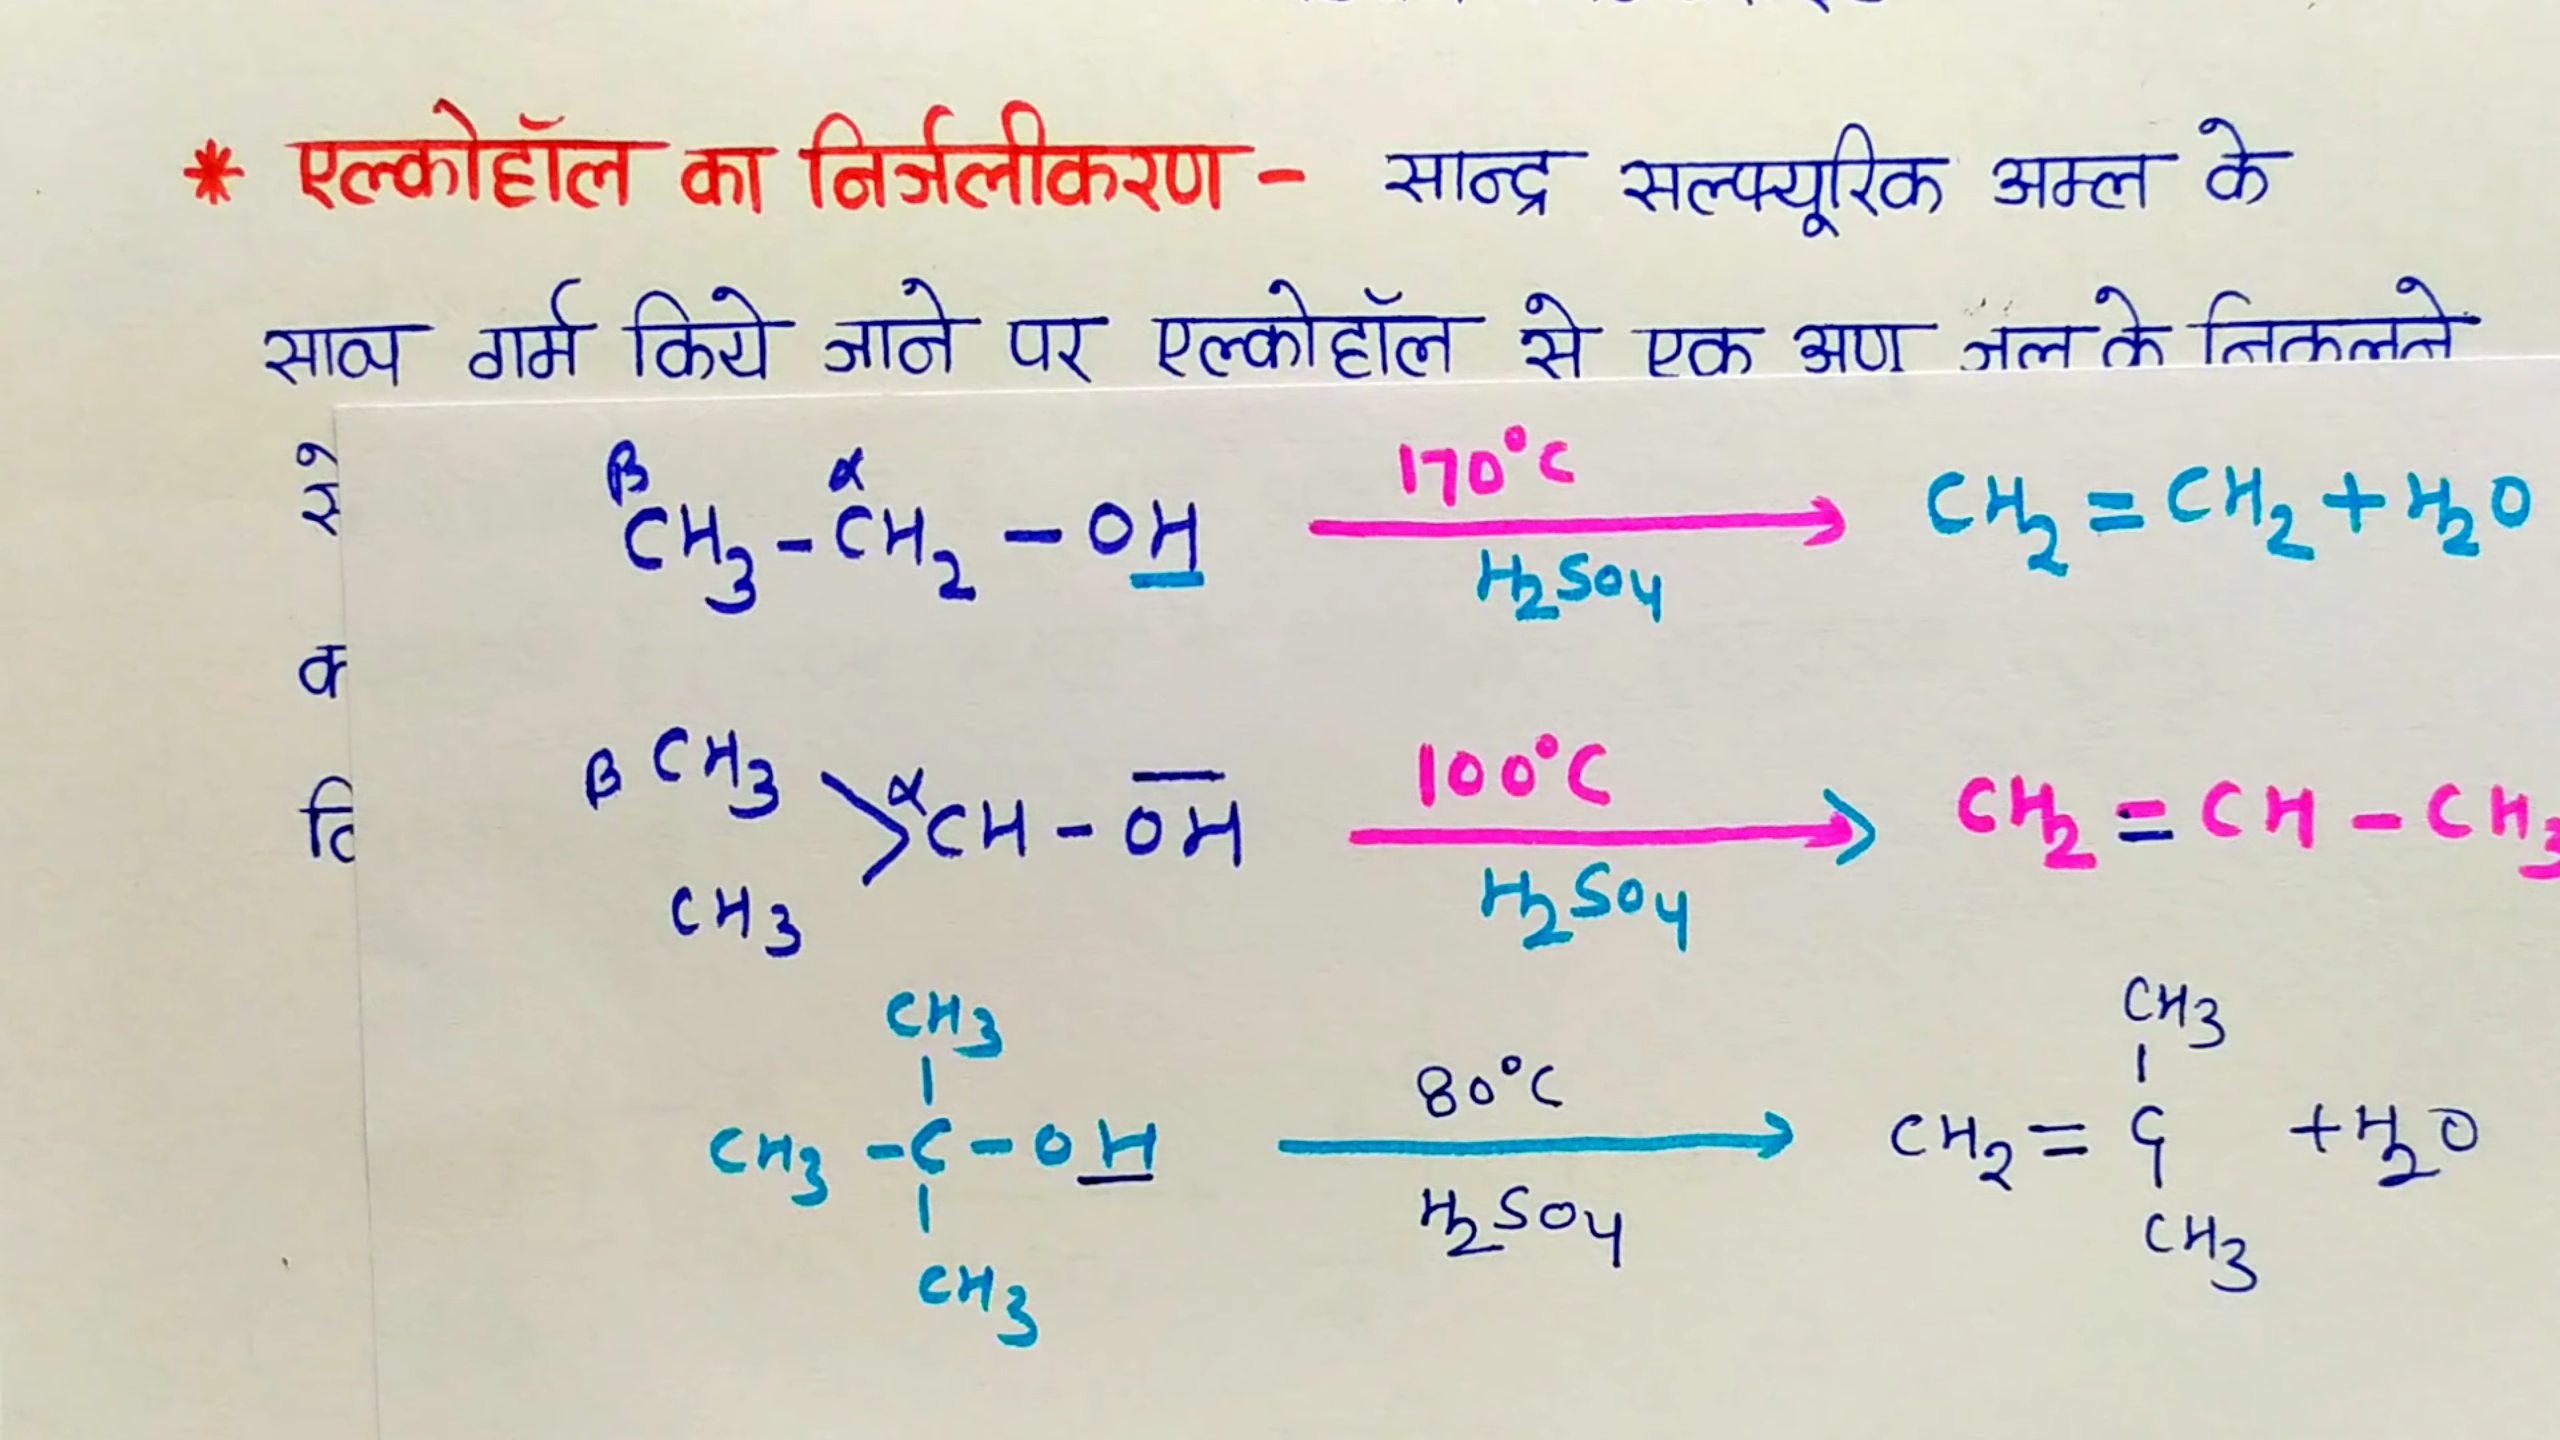 * एल्कोहॉल का निर्जलीकरण - सान्द्र सल्फ्यूरिक अम्ल के
साथ गर्म किये जाने पर एल्कोहॉल से एक अणु जल के निकलने
से
β α
CH3 - CH2 - OH 170°C H2SO4 CH2 = CH2 + H2O
β CH3
α CH - OH 100°C H2SO4 CH2 = CH - CH3
CH3
CH3 CH3
CH3 - C - OH 80°C H2SO4 CH2 = C + H2O
CH3 CH3